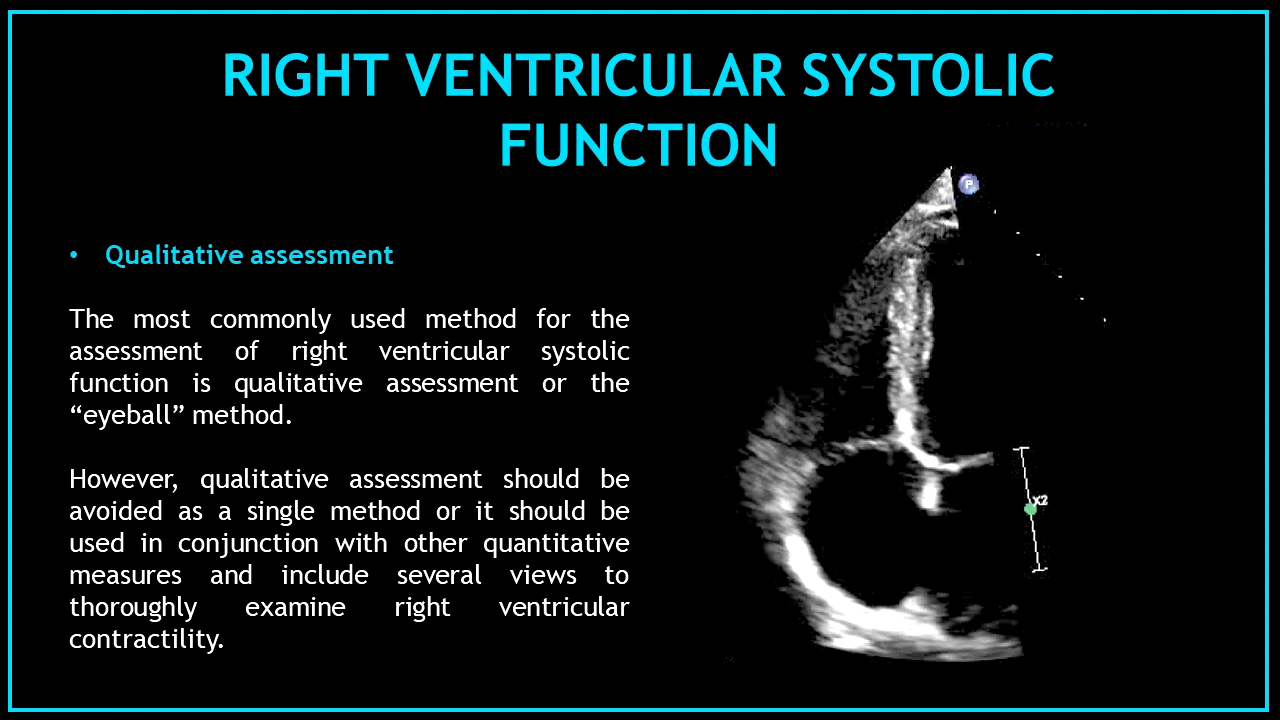 RIGHT VENTRICULAR SYSTOLIC
FUNCTION
P
• Qualitative assessment
The most commonly used method for the
assessment of right ventricular systolic
function is qualitative assessment or the
“eyeball” method.
However, qualitative assessment should be
avoided as a single method or it should be
used in conjunction with other quantitative
measures and include several views to
thoroughly examine right ventricular
contractility.
X2